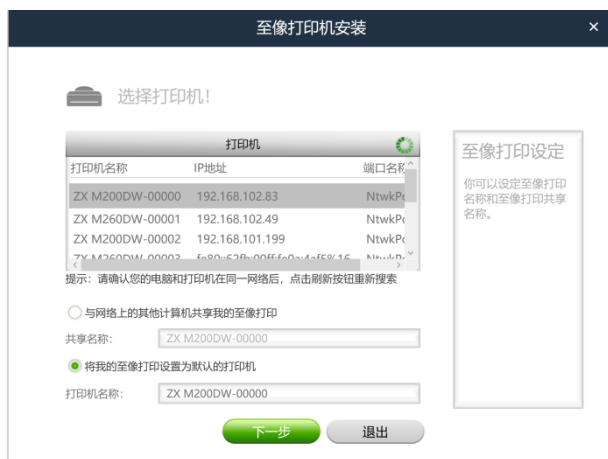 至像打印机安装
选择打印机!
打印机
打印机名称 IP地址 端口名称
ZX M200DW-00000 192.168.102.83 NtwkPo
ZX M260DW-00001 192.168.102.49 NtwkPo
ZX M200DW-00002 192.168.101.199 NtwkPo
ZX M260DW-00003
提示：请确认您的电脑和打印机在同一网络后，点击刷新按钮重新搜索
与网络上的其他计算机共享我的至像打印
共享名称： ZX M200DW-00000
将我的至像打印设置为默认的打印机
打印机名称： ZX M200DW-00000
下一步 退出
至像打印设定
你可以设定至像打印
名称和至像打印共享
名称。